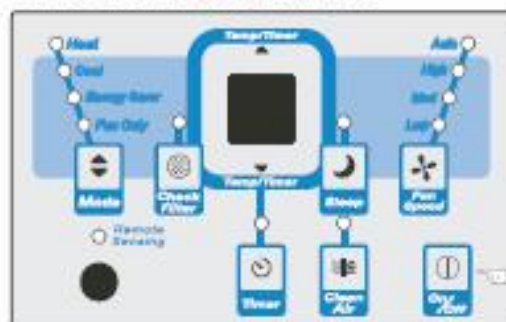 Heat
Cool
Energy Saver
Fan Only
Mode
Check
Filter
Temp/Timer
Temp/Timer
Auto
High
Med
Low
Sleep
Fan
Speed
Remote
Sensing
Timer
Clean
Air
On/
/Off